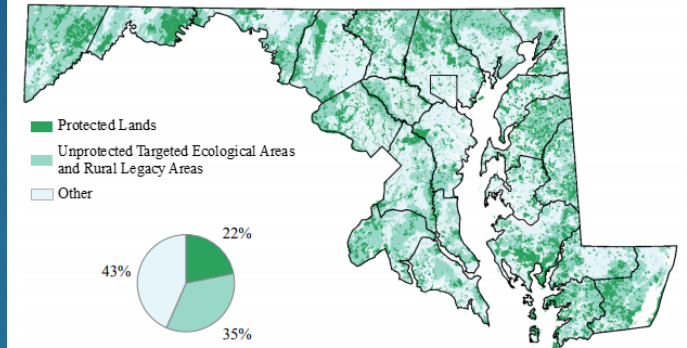 Protected Lands
Unprotected Targeted Ecological Areas
and Rural Legacy Areas
Other
22%
43%
35%